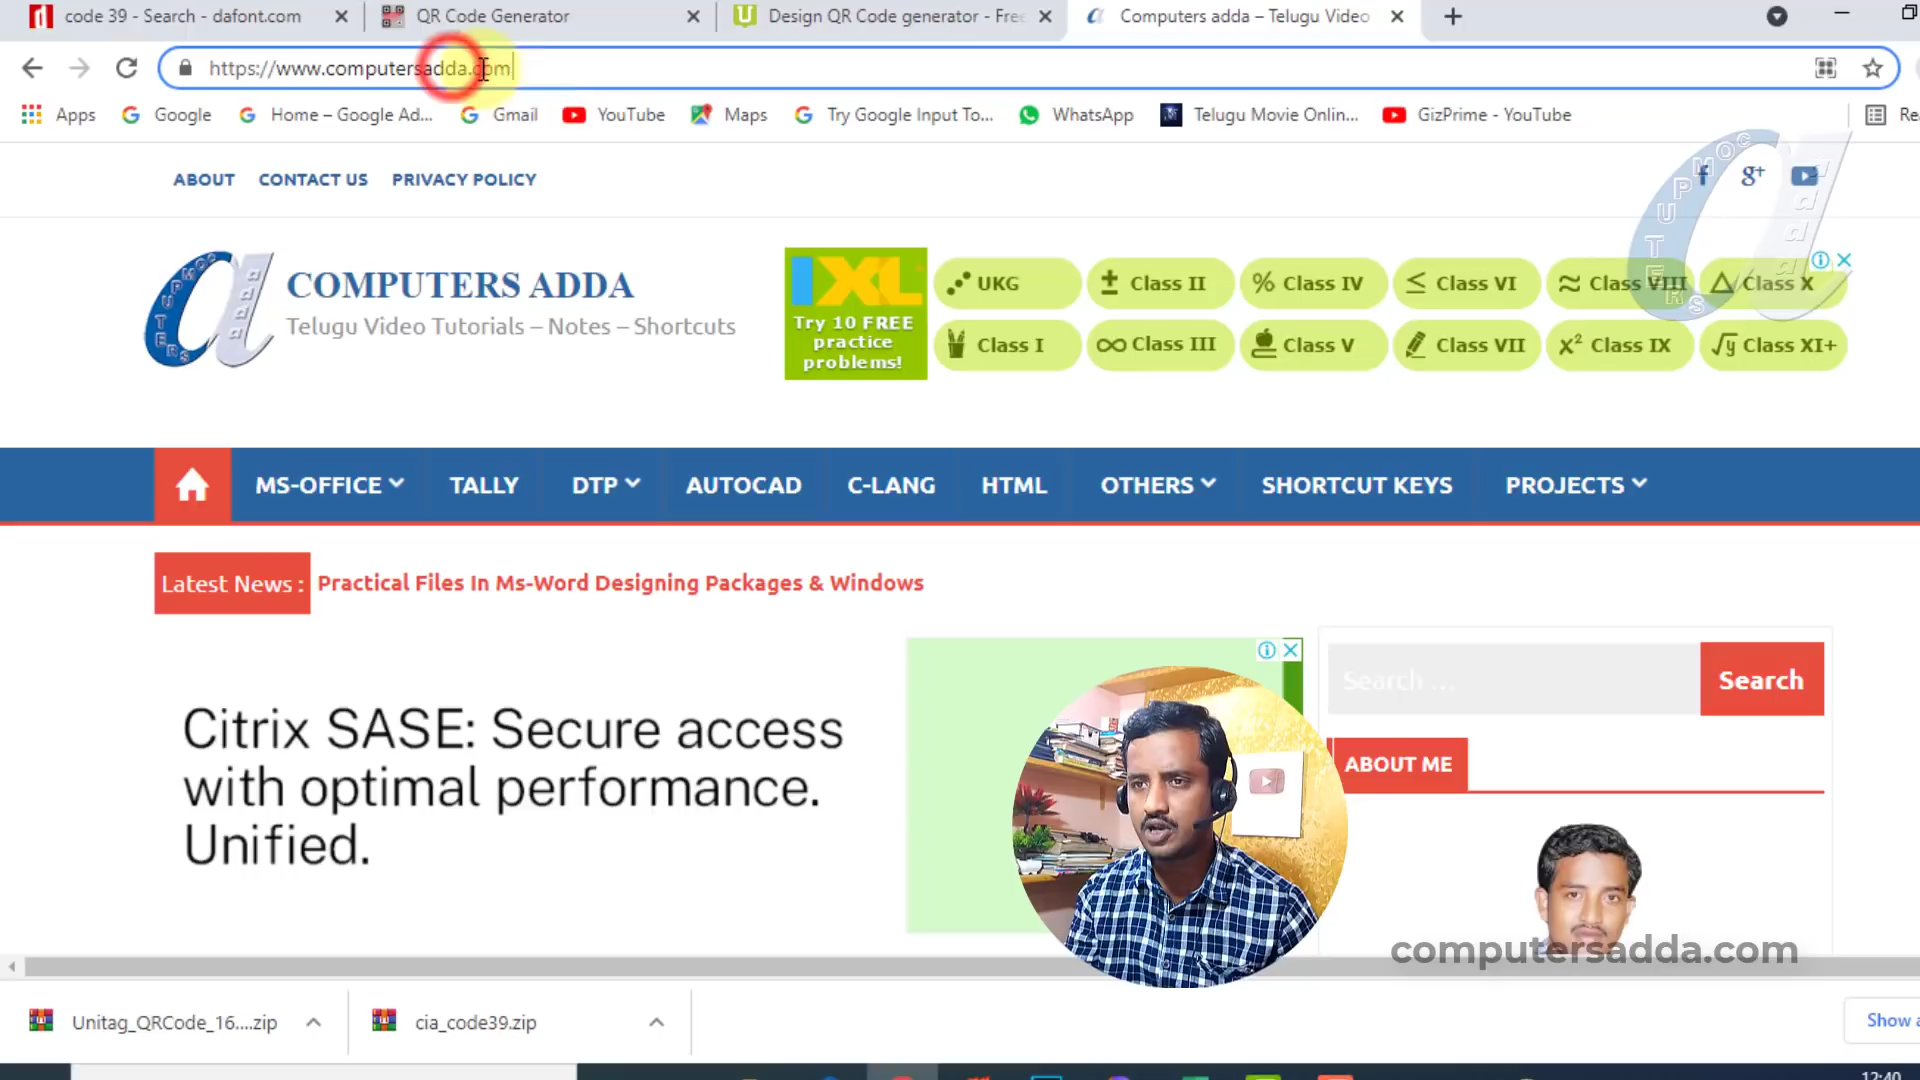 code 39 - Search - dafont.com
QR Code Generator
Design QR Code generator - Free
Computers adda – Telugu Video
https://www.computersadda.com
Apps
Google
Home – Google Ad...
Gmail
YouTube
Maps
Try Google Input To...
WhatsApp
Telugu Movie Onlin...
GizPrime - YouTube
Rea
ABOUT
CONTACT US
PRIVACY POLICY
COMPUTERS adda
COMPUTERS adda
COMPUTERS ADDA
Telugu Video Tutorials – Notes – Shortcuts
IXL
Try 10 FREE
practice
problems!
UKG
Class II
% Class IV
≤ Class VI
≈ Class VIII
Class X
Class I
∞ Class III
Class V
Class VII
x² Class IX
√y Class XI+
MS-OFFICE
TALLY
DTP
AUTOCAD
C-LANG
HTML
OTHERS
SHORTCUT KEYS
PROJECTS
Latest News :
Practical Files In Ms-Word Designing Packages & Windows
Citrix SASE: Secure access
with optimal performance.
Unified.
Search ...
Search
ABOUT ME
computersadda.com
Unitag_QRCode_16....zip
cia_code39.zip
Show a
12:40